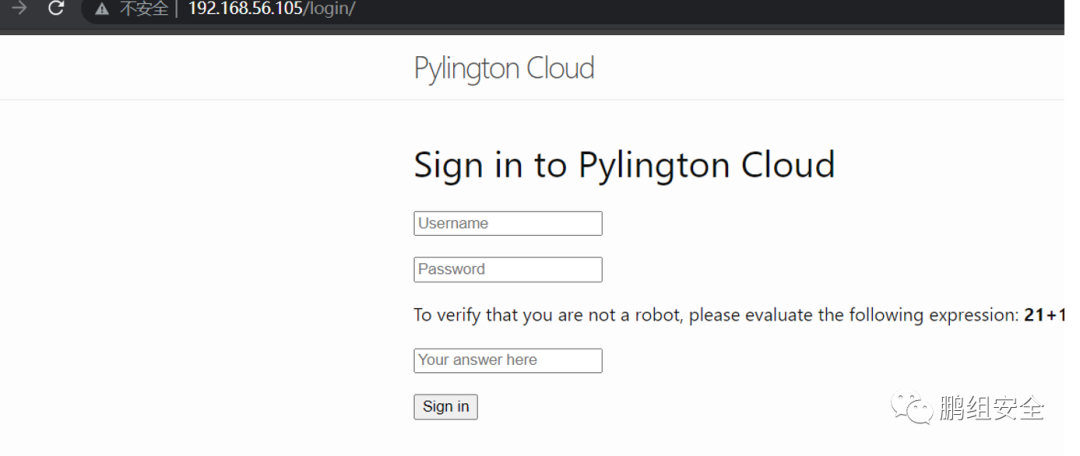 不安全 | 192.168.56.105/login/
Pylington Cloud
Sign in to Pylington Cloud
Username
Password
To verify that you are not a robot, please evaluate the following expression: 21+1
Your answer here
Sign in
鹏组安全